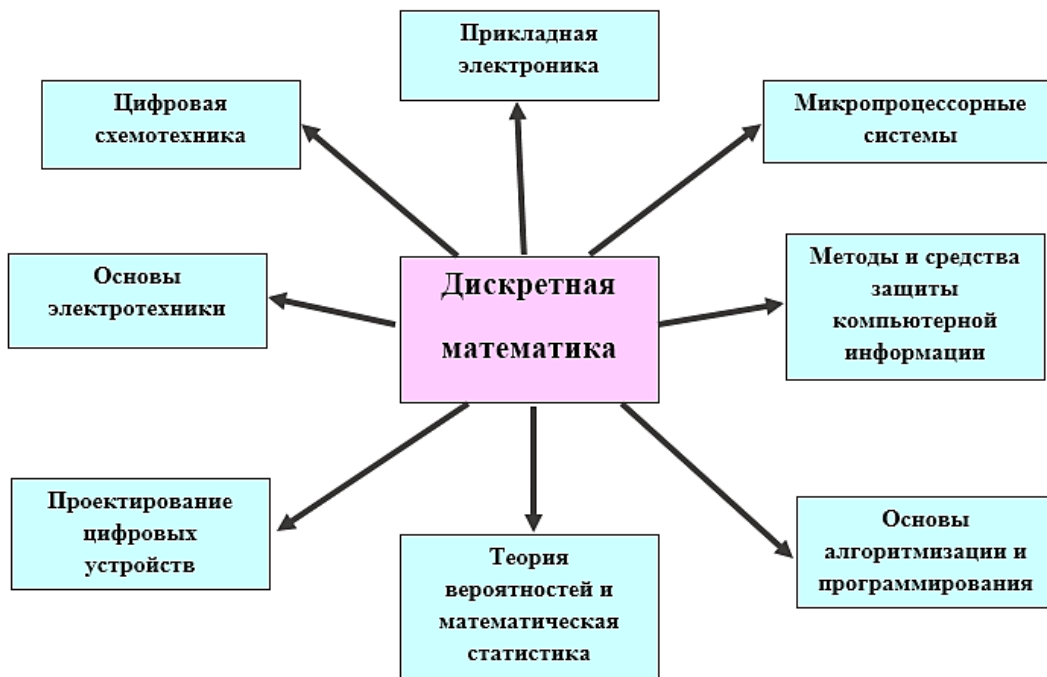 Прикладная
электроника
Цифровая
схемотехника
Микропроцессорные
системы
Основы
электротехники
Дискретная
математика
Методы и средства
защиты
компьютерной
информации
Проектирование
цифровых
устройств
Теория
вероятностей и
математическая
статистика
Основы
алгоритмизации и
программирования